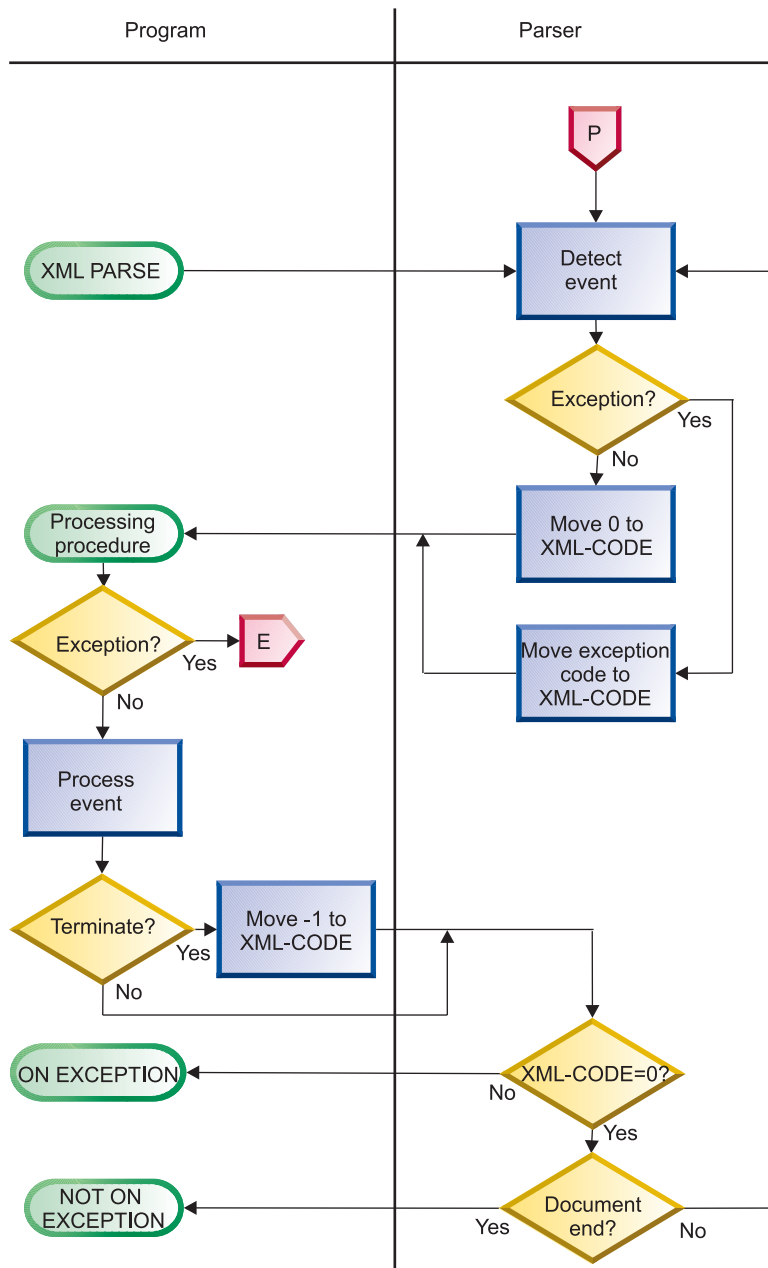 Program
Parser
P
XML PARSE
Detect
event
Exception?
Yes
No
Processing
procedure
Move 0 to
XML-CODE
Exception?
Yes
E
No
Move exception
code to
XML-CODE
Process
event
Terminate?
Yes
Move -1 to
XML-CODE
No
ON EXCEPTION
XML-CODE=0?
No
Yes
NOT ON
EXCEPTION
Document
end?
Yes
No